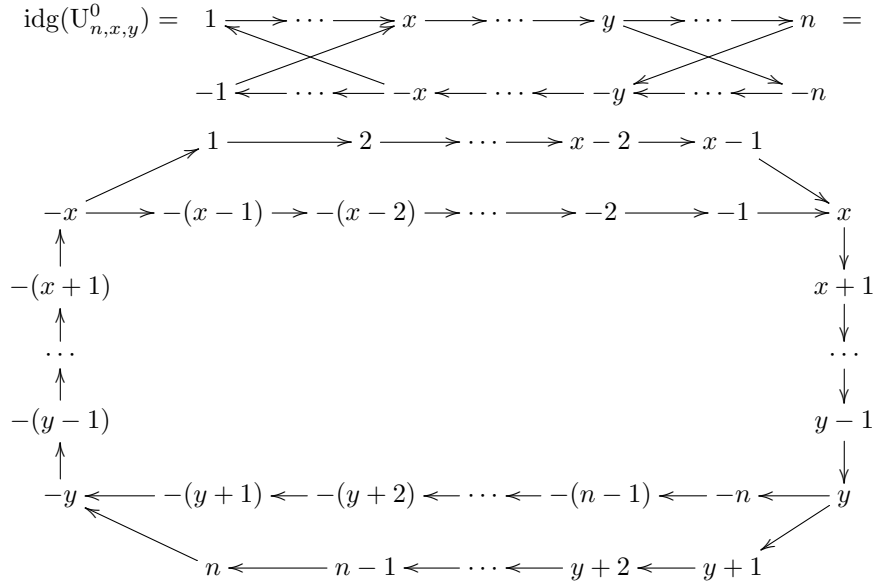 idg(U⁰ₙ,ₓ,ᵧ) = 1 → ⋯ → x → ⋯ → y → ⋯ → n =
−1 ← ⋯ ← −x ← ⋯ ← −y ← ⋯ ← −n
1 → 2 → ⋯ → x − 2 → x − 1
−x → −(x − 1) → −(x − 2) → ⋯ → −2 → −1 → x
−(x + 1) x + 1
⋯ ⋯
−(y − 1) y − 1
−y ← −(y + 1) ← −(y + 2) ← ⋯ ← −(n − 1) ← −n ← y
n ← n − 1 ← ⋯ ← y + 2 ← y + 1